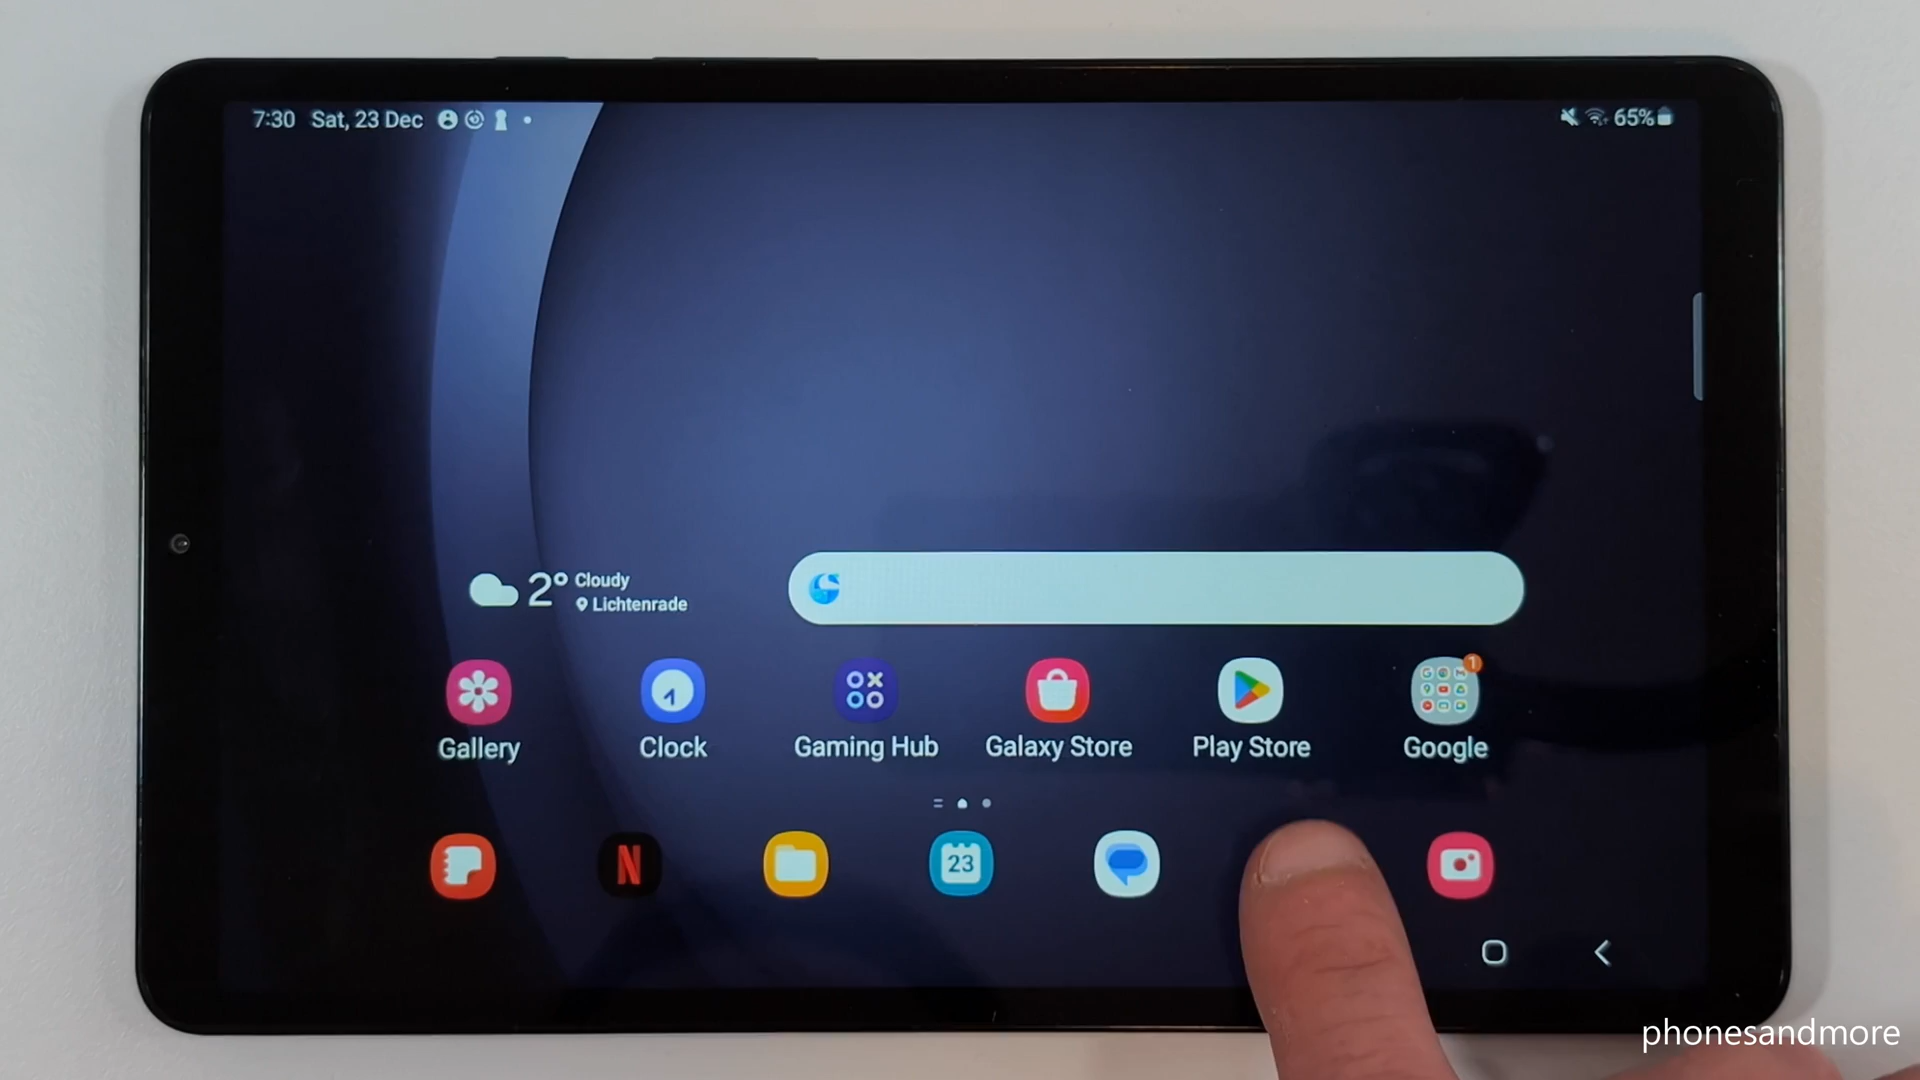 7:30 Sat, 23 Dec
65%
2° Cloudy
Lichtenrade
Gallery
Clock
Gaming Hub
Galaxy Store
Play Store
1
Google
N
23
phonesandmore